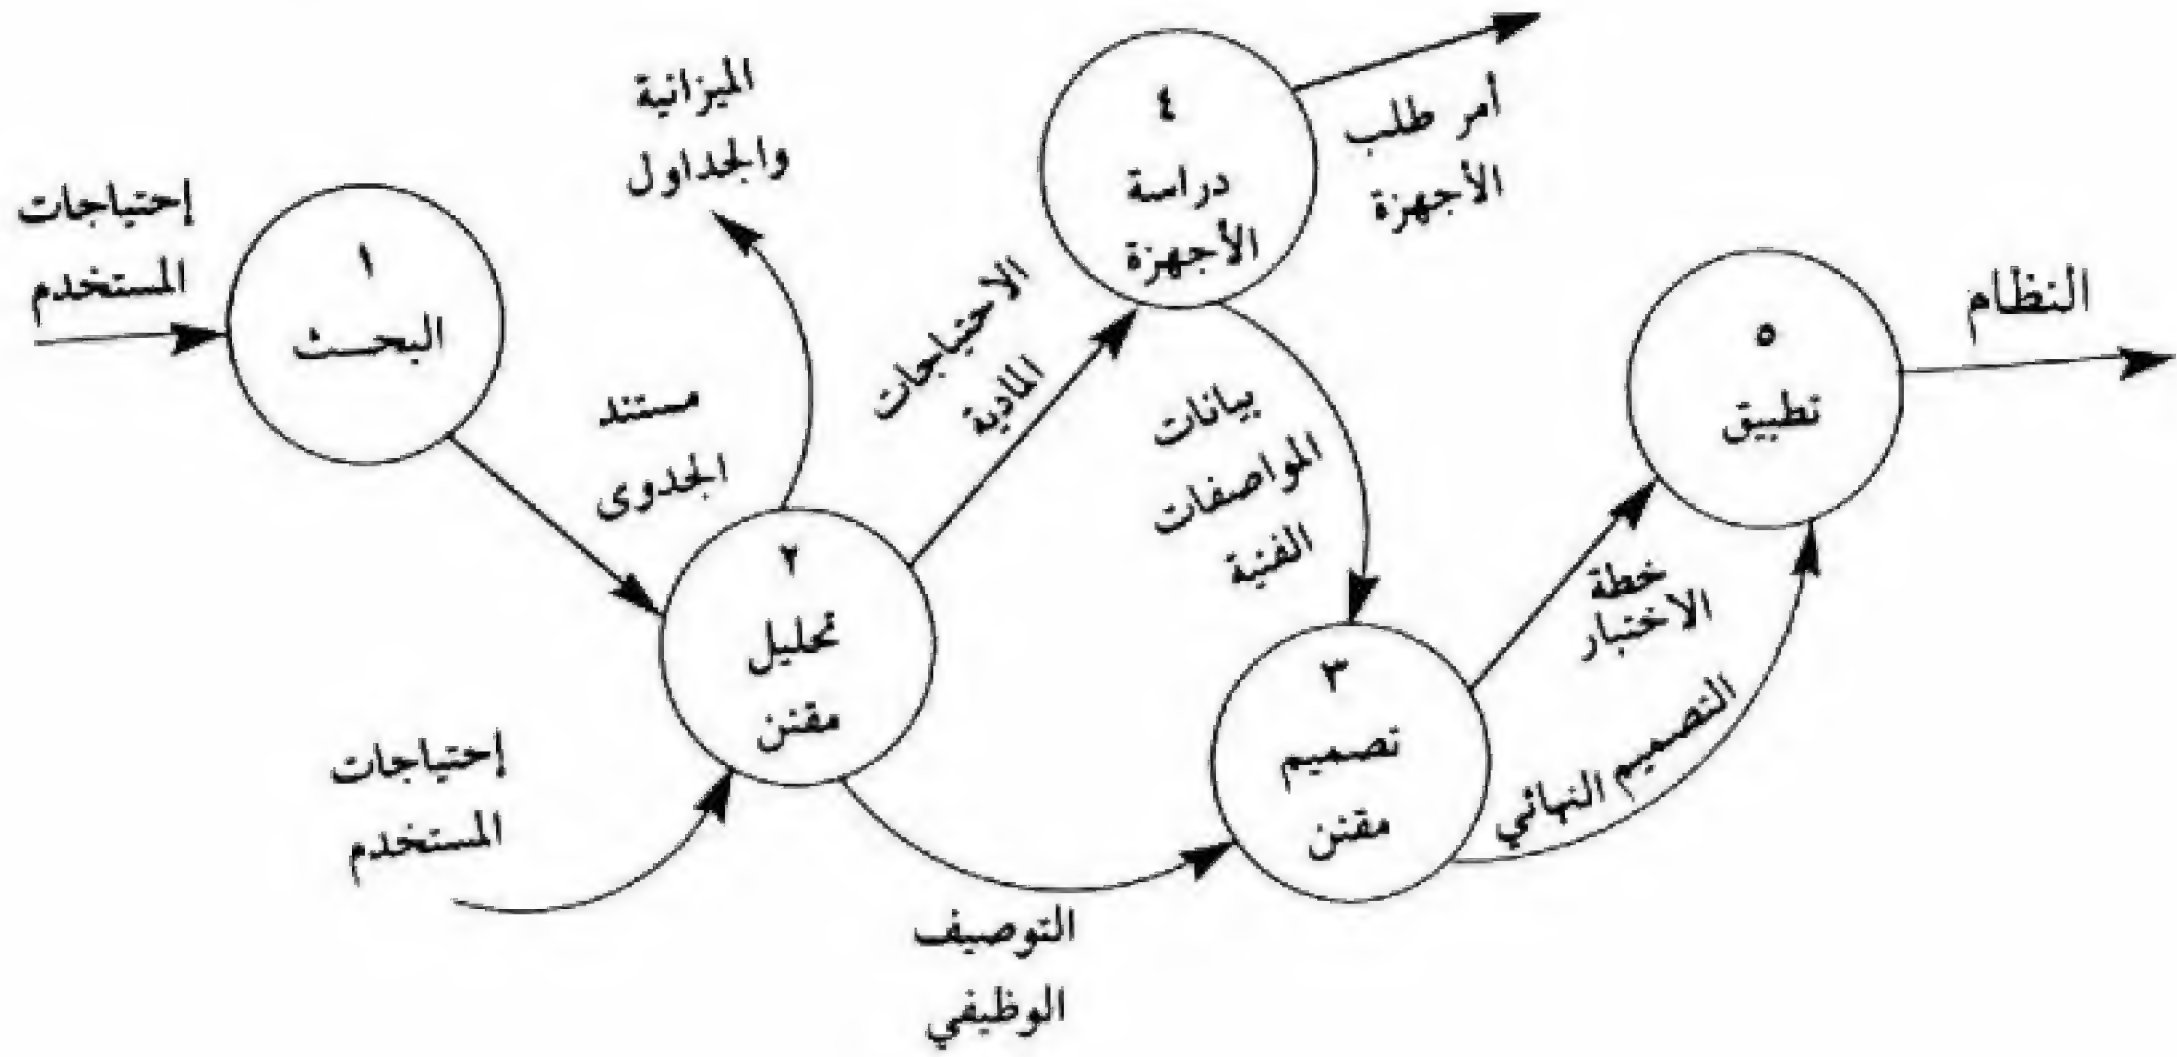 إحتياجات
المستخدم
١
البحث
مستند
الجدوى
الميزانية
والجداول
٢
تحليل
مقنن
إحتياجات
المستخدم
الاحتياجات
المادية
٤
دراسة
الأجهزة
أمر طلب
الأجهزة
بيانات
المواصفات
الفنية
التوصيف
الوظيفي
٣
تصميم
مقنن
خطة
الاختبار
التصميم النهائي
٥
تطبيق
النظام